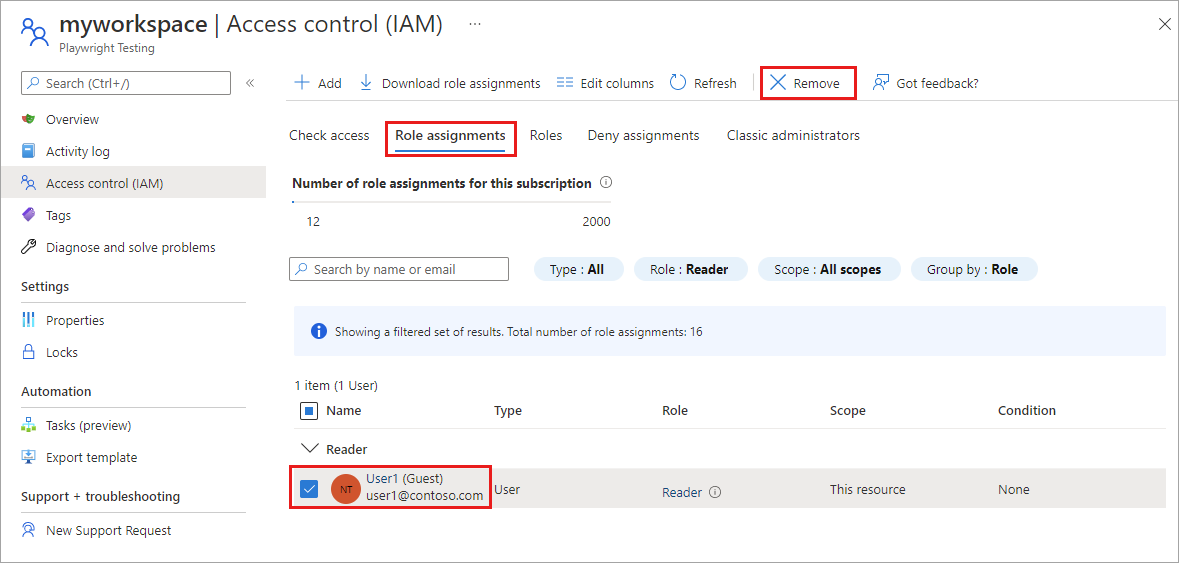 myworkspace | Access control (IAM) ...
Playwright Testing
Search (Ctrl+/) «
Overview
Activity log
Access control (IAM)
Tags
Diagnose and solve problems
Settings
Properties
Locks
Automation
Tasks (preview)
Export template
Support + troubleshooting
New Support Request
Add Download role assignments Edit columns Refresh Remove Got feedback?
Check access Role assignments Roles Deny assignments Classic administrators
Number of role assignments for this subscription
12 2000
Search by name or email Type : All Role : Reader Scope : All scopes Group by : Role
Showing a filtered set of results. Total number of role assignments: 16
1 item (1 User)
Name Type Role Scope Condition
Reader
NT User1 (Guest)
user1@contoso.com User Reader This resource None